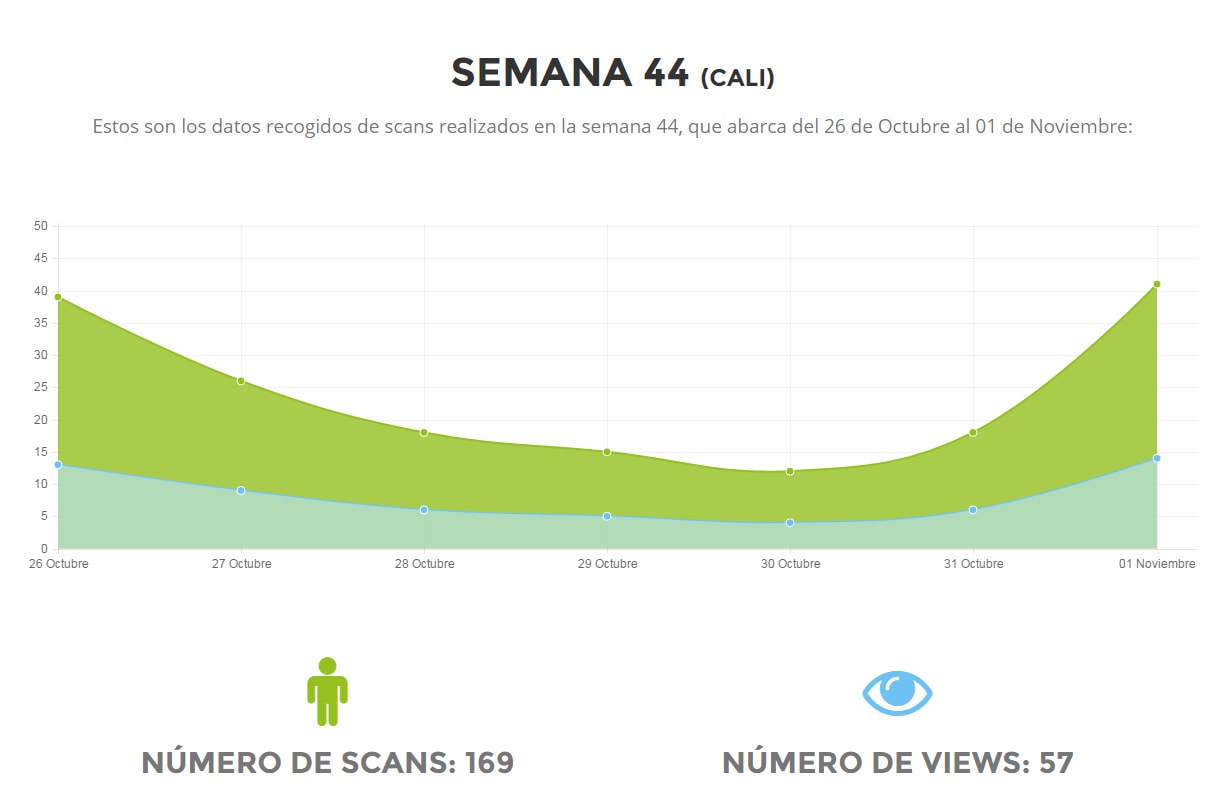 SEMANA 44 (CALI)
Estos son los datos recogidos de scans realizados en la semana 44, que abarca del 26 de Octubre al 01 de Noviembre:
50
45
40
35
30
25
20
15
10
5
0
26 Octubre 27 Octubre 28 Octubre 29 Octubre 30 Octubre 31 Octubre 01 Noviembre
NÚMERO DE SCANS: 169
NÚMERO DE VIEWS: 57